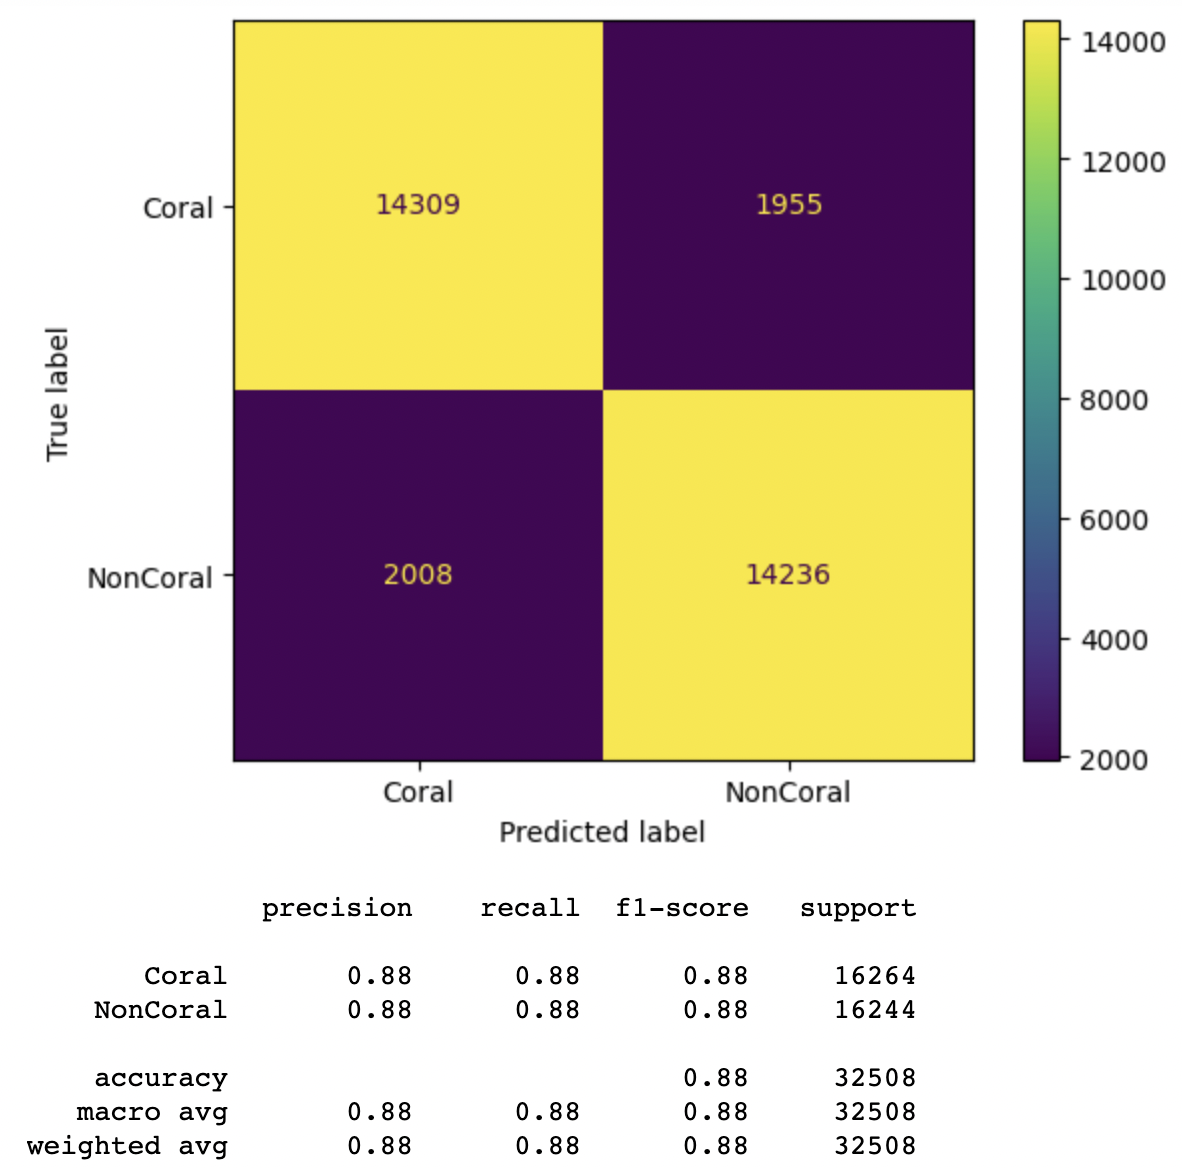 14000
14309 1955
Coral
12000
10000
True label
8000
6000
NonCoral
2008 14236
4000
2000
Coral NonCoral
Predicted label
precision recall f1-score support
Coral 0.88 0.88 0.88 16264
NonCoral 0.88 0.88 0.88 16244
accuracy 0.88 32508
macro avg 0.88 0.88 0.88 32508
weighted avg 0.88 0.88 0.88 32508